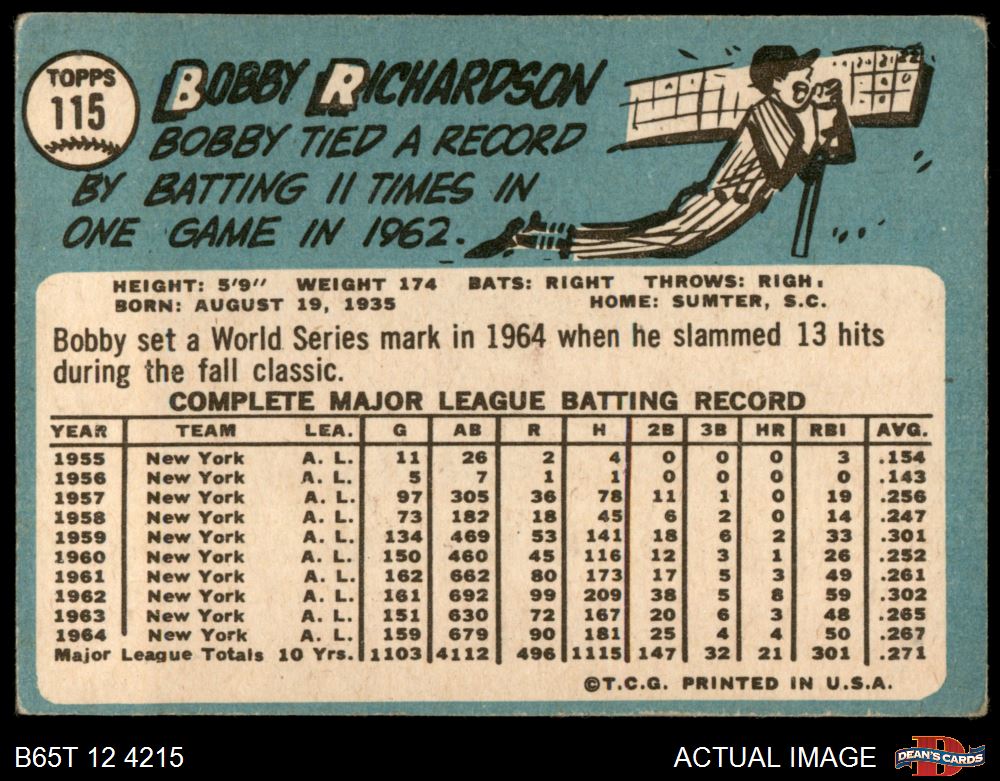 TOPPS
115
BOBBY RICHARDSON
BOBBY TIED A RECORD
BY BATTING 11 TIMES IN
ONE GAME IN 1962.
HEIGHT: 5'9" WEIGHT 174 BATS: RIGHT THROWS: RIGH.
BORN: AUGUST 19, 1935 HOME: SUMTER, S.C.
Bobby set a World Series mark in 1964 when he slammed 13 hits
during the fall classic.
COMPLETE MAJOR LEAGUE BATTING RECORD
YEAR TEAM LEA. G AB R H 2B 3B HR RBI AVG.
1955 New York A. L. 11 26 2 4 0 0 0 3 .154
1956 New York A. L. 5 7 1 1 0 0 0 0 .143
1957 New York A. L. 97 305 36 78 11 1 0 19 .256
1958 New York A. L. 73 182 18 45 6 2 0 14 .247
1959 New York A. L. 134 469 53 141 18 6 2 33 .301
1960 New York A. L. 150 460 45 116 12 3 1 26 .252
1961 New York A. L. 162 662 80 173 17 5 3 49 .261
1962 New York A. L. 161 692 99 209 38 5 8 59 .302
1963 New York A. L. 151 630 72 167 20 6 3 48 .265
1964 New York A. L. 159 679 90 181 25 4 4 50 .267
Major League Totals 10 Yrs. 1103 4112 496 1115 147 32 21 301 .271
©T.C.G. PRINTED IN U.S.A.
B65T 12 4215 ACTUAL IMAGE DEAN'S CARDS